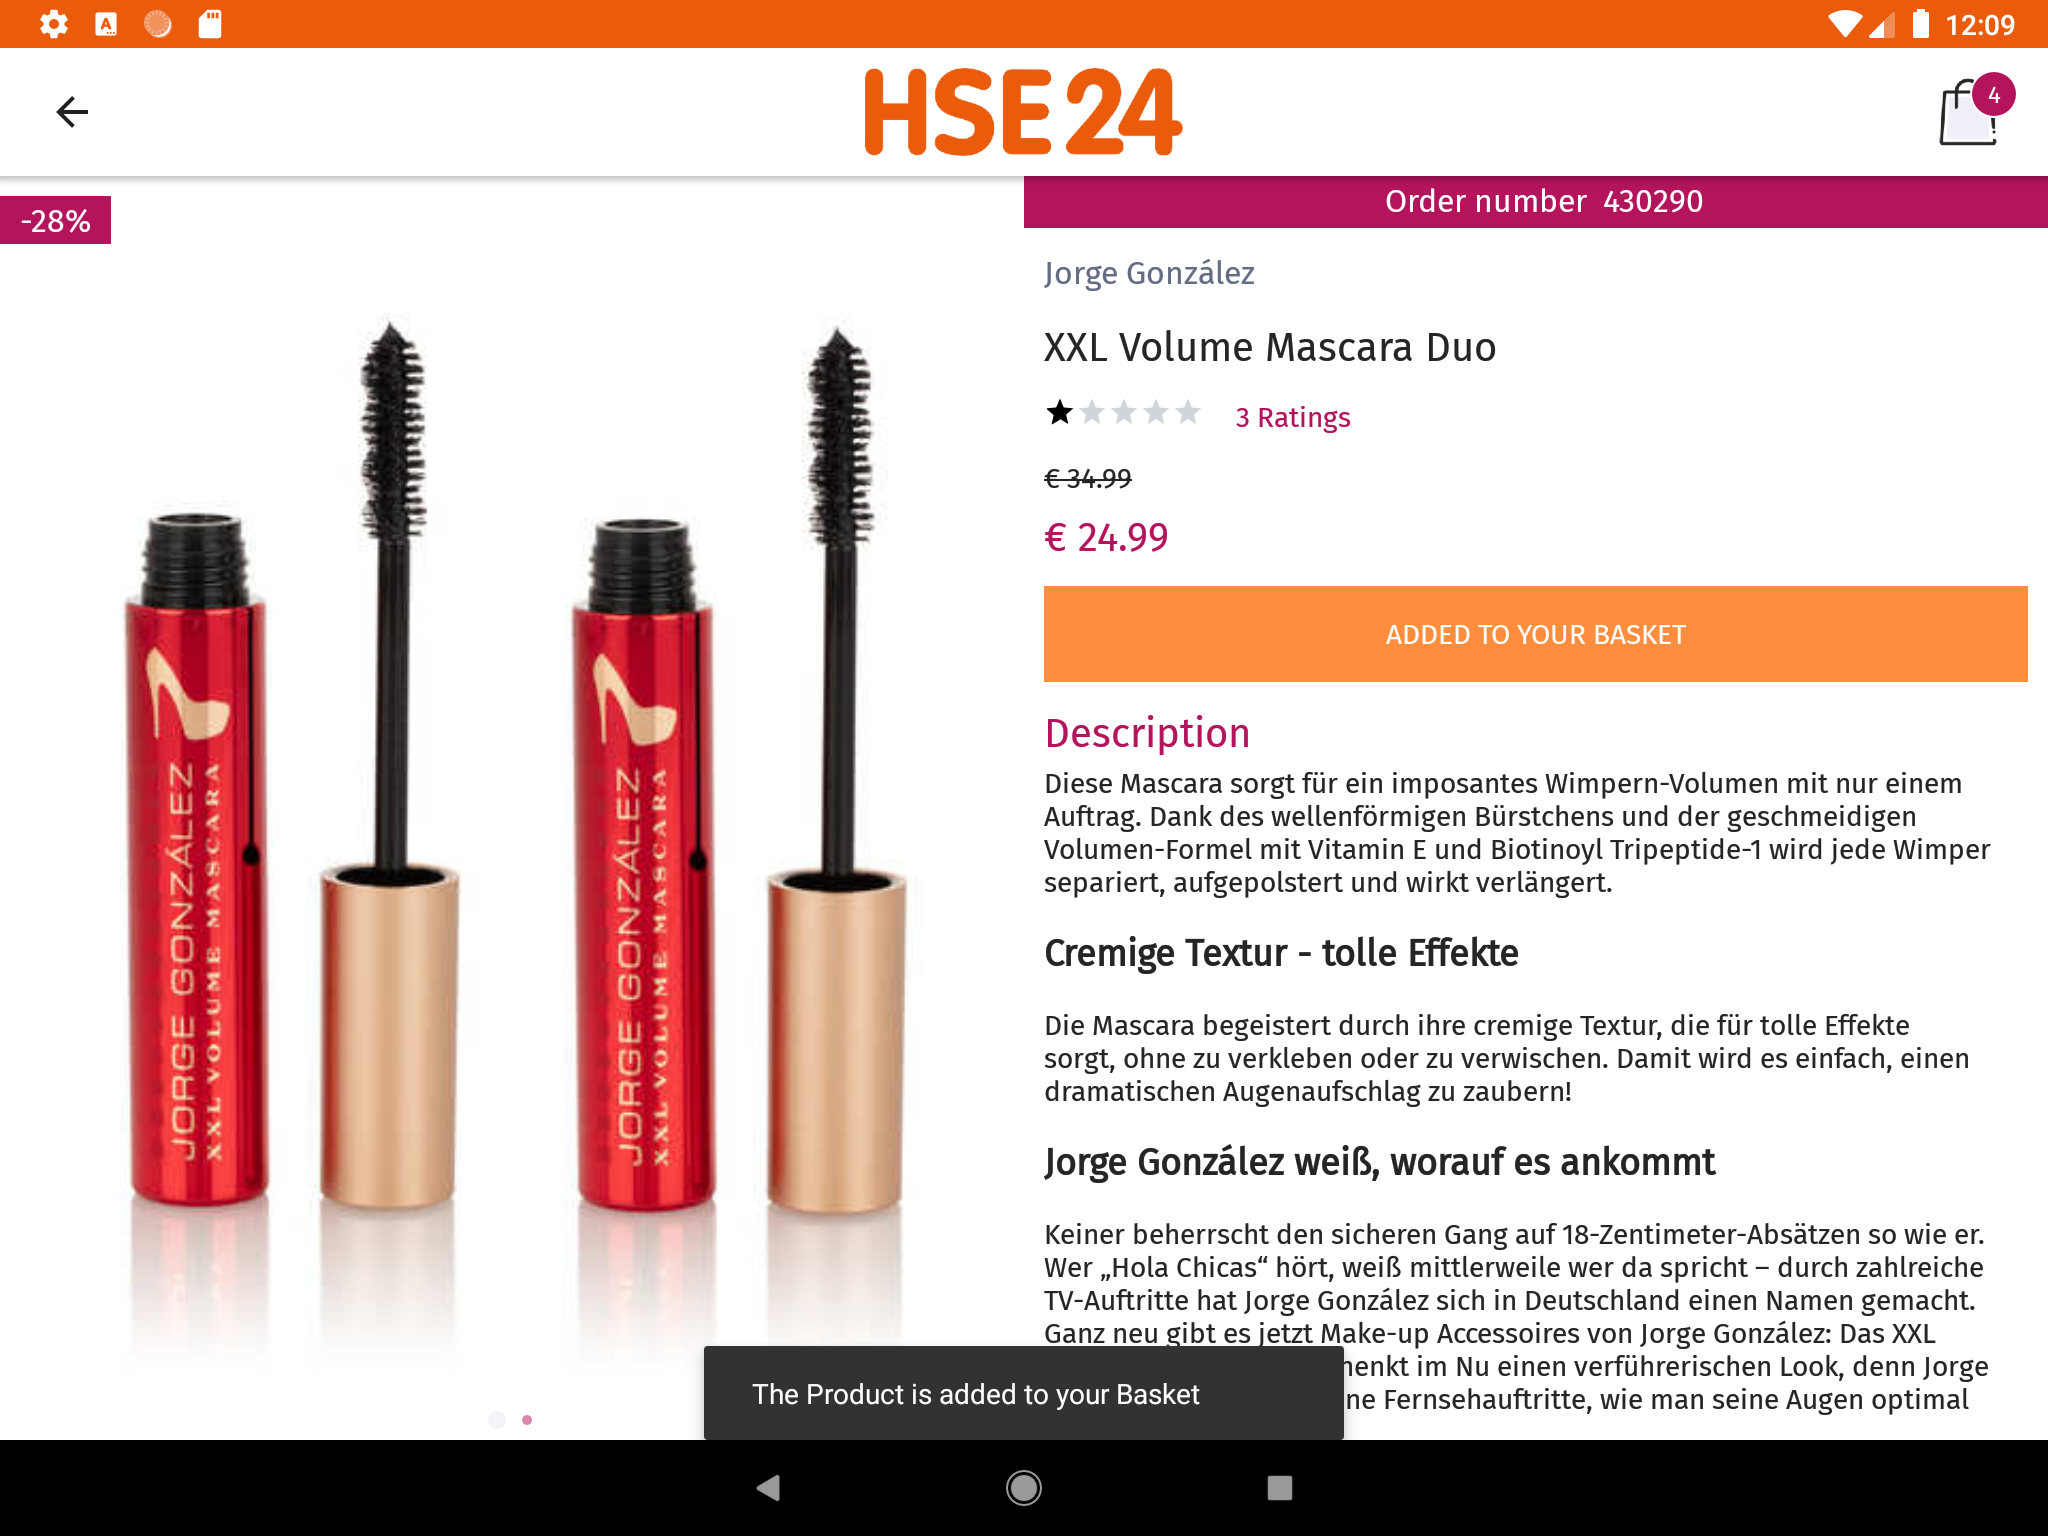 12:09
HSE24
4
-28%
JORGE GONZÁLEZ
XXL VOLUME MASCARA
JORGE GONZÁLEZ
XXL VOLUME MASCARA
Order number 430290
Jorge González
XXL Volume Mascara Duo
3 Ratings
€ 34.99
€ 24.99
ADDED TO YOUR BASKET
Description
Diese Mascara sorgt für ein imposantes Wimpern-Volumen mit nur einem
Auftrag. Dank des wellenförmigen Bürstchens und der geschmeidigen
Volumen-Formel mit Vitamin E und Biotinoyl Tripeptide-1 wird jede Wimper
separiert, aufgepolstert und wirkt verlängert.
Cremige Textur - tolle Effekte
Die Mascara begeistert durch ihre cremige Textur, die für tolle Effekte
sorgt, ohne zu verkleben oder zu verwischen. Damit wird es einfach, einen
dramatischen Augenaufschlag zu zaubern!
Jorge González weiß, worauf es ankommt
Keiner beherrscht den sicheren Gang auf 18-Zentimeter-Absätzen so wie er.
Wer „Hola Chicas“ hört, weiß mittlerweile wer da spricht – durch zahlreiche
TV-Auftritte hat Jorge González sich in Deutschland einen Namen gemacht.
Ganz neu gibt es jetzt Make-up Accessoires von Jorge González: Das XXL
im Nu einen verführerischen Look, denn Jorge
Fernsehauftritte, wie man seine Augen optimal
The Product is added to your Basket